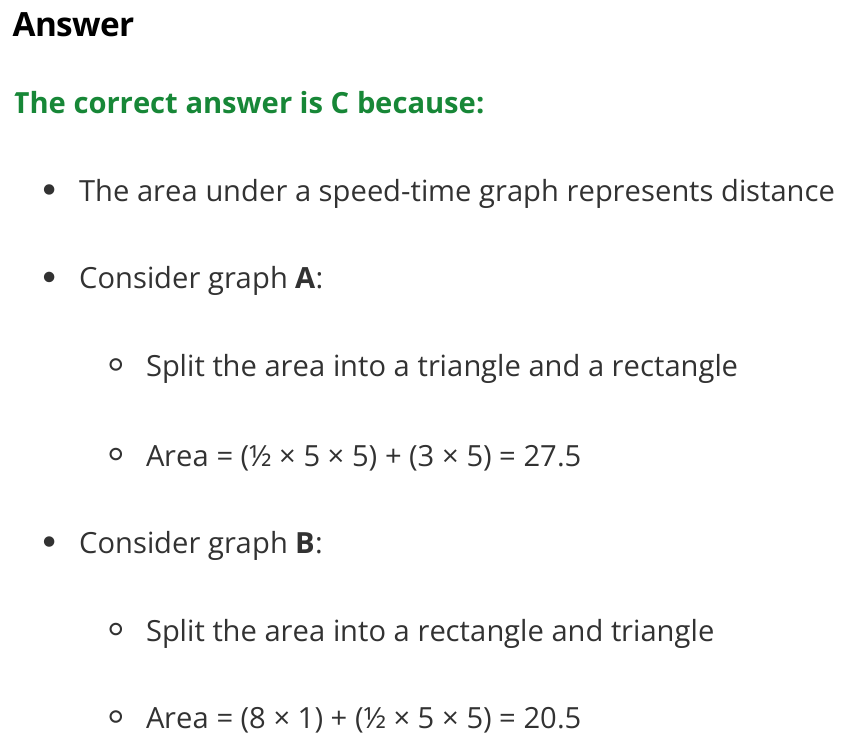 Answer
The correct answer is C because:
• The area under a speed-time graph represents distance
• Consider graph A:
○ Split the area into a triangle and a rectangle
○ Area = (½ × 5 × 5) + (3 × 5) = 27.5
• Consider graph B:
○ Split the area into a rectangle and triangle
○ Area = (8 × 1) + (½ × 5 × 5) = 20.5